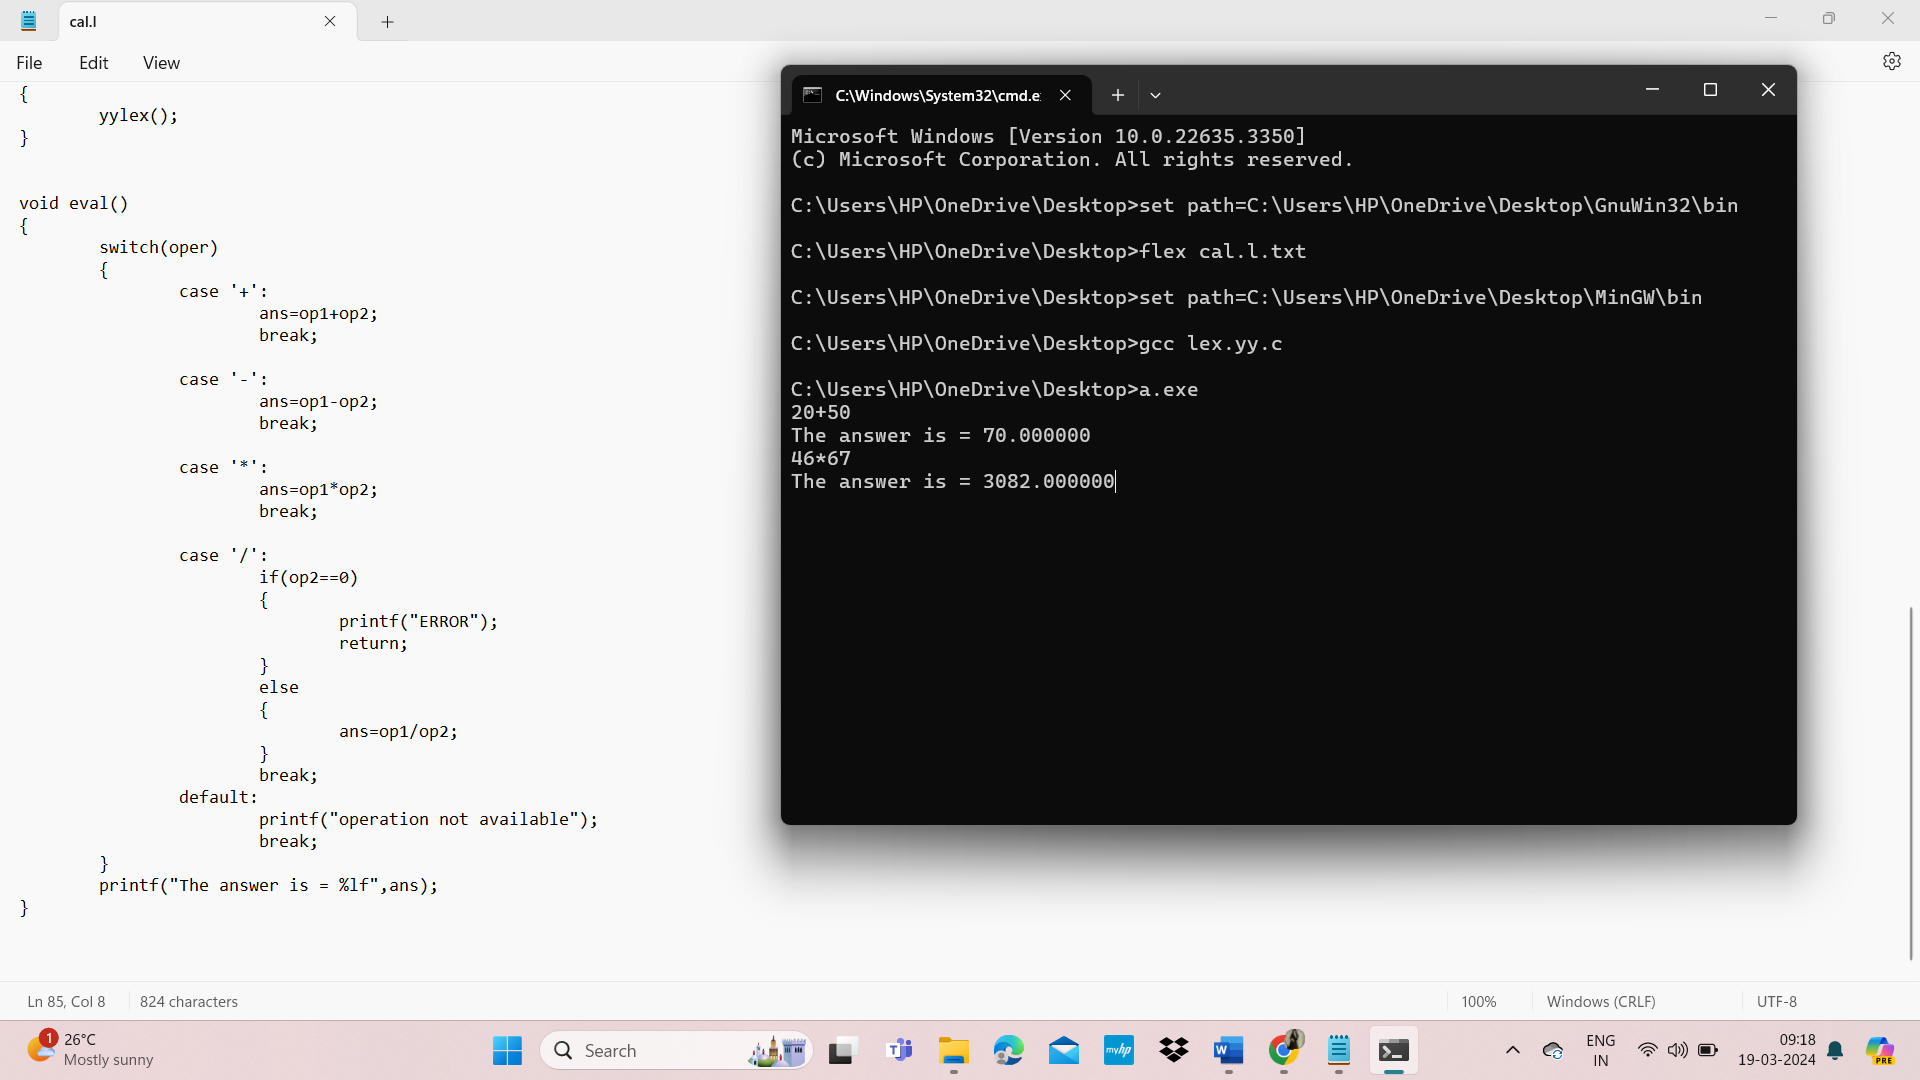 cal.l
File Edit View
{
yylex();
}
void eval()
{
switch(oper)
{
case '+':
ans=op1+op2;
break;
case '-':
ans=op1-op2;
break;
case '*':
ans=op1*op2;
break;
case '/':
if(op2==0)
{
printf("ERROR");
return;
}
else
{
ans=op1/op2;
}
break;
default:
printf("operation not available");
break;
}
printf("The answer is = %lf",ans);
}
C:\Windows\System32\cmd.e
Microsoft Windows [Version 10.0.22635.3350]
(c) Microsoft Corporation. All rights reserved.
C:\Users\HP\OneDrive\Desktop>set path=C:\Users\HP\OneDrive\Desktop\GnuWin32\bin
C:\Users\HP\OneDrive\Desktop>flex cal.l.txt
C:\Users\HP\OneDrive\Desktop>set path=C:\Users\HP\OneDrive\Desktop\MinGW\bin
C:\Users\HP\OneDrive\Desktop>gcc lex.yy.c
C:\Users\HP\OneDrive\Desktop>a.exe
20+50
The answer is = 70.000000
46*67
The answer is = 3082.000000
Ln 85, Col 8 824 characters 100% Windows (CRLF) UTF-8
1
26°C
Mostly sunny
Search
myhp
ENG
IN
09:18
19-03-2024
PRE